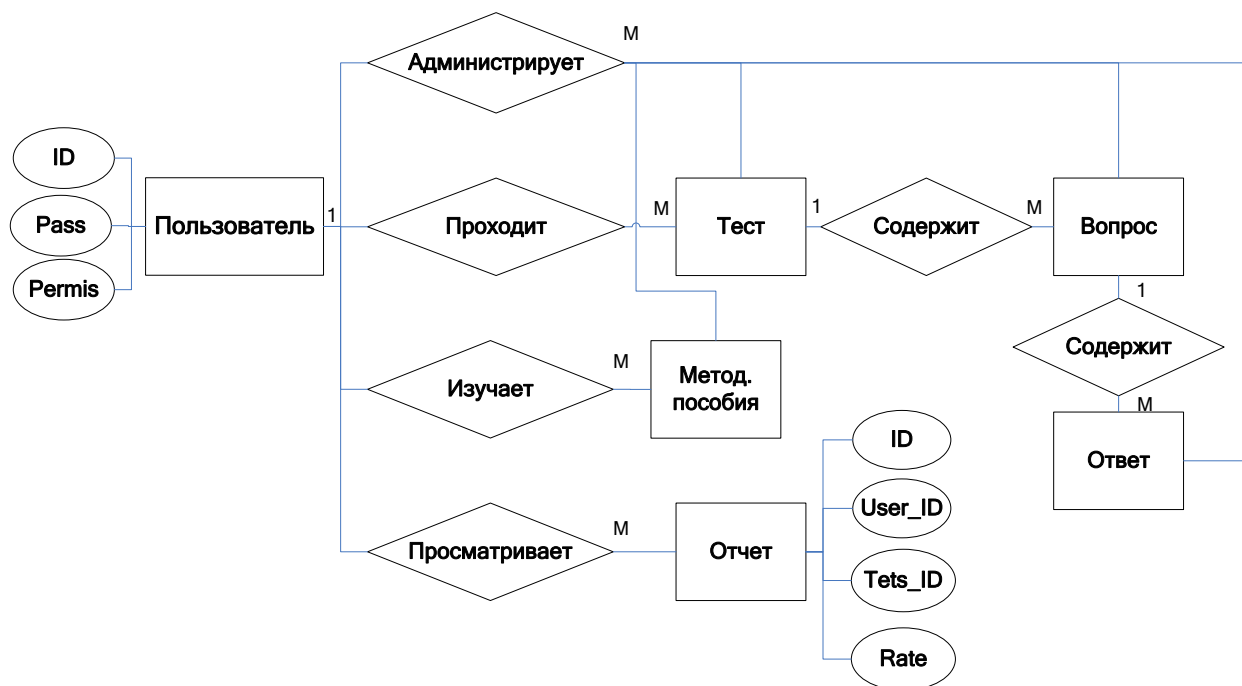 M
Администрирует
ID
Pass
Permis
Пользователь
1
Проходит
M
Тест
1
Содержит
M
Вопрос
1
Содержит
M
Ответ
Изучает
M
Метод.
пособия
Просматривает
M
Отчет
ID
User_ID
Tets_ID
Rate